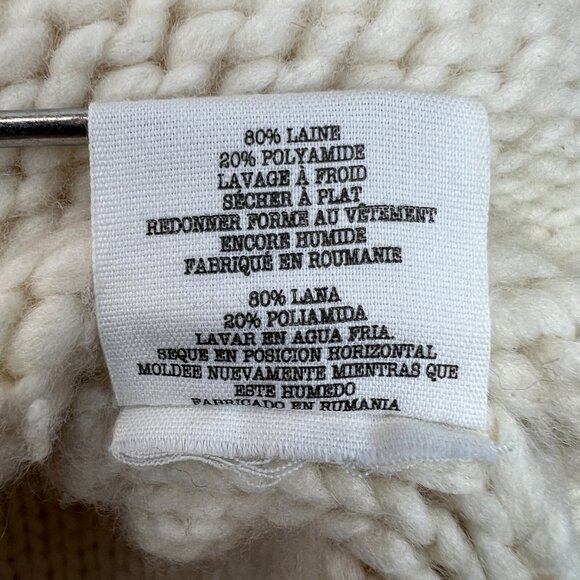 80% LAINE
20% POLYAMIDE
LAVAGE À FROID
SÉCHER À PLAT
REDONNER FORME AU VÊTEMENT
ENCORE HUMIDE
FABRIQUÉ EN ROUMANIE
80% LANA
20% POLIAMIDA
LAVAR EN AGUA FRIA.
SEQUE EN POSICION HORIZONTAL
MOLDEE NUEVAMENTE MIENTRAS QUE
ESTE HUMEDO
FABRICADO EN RUMANIA